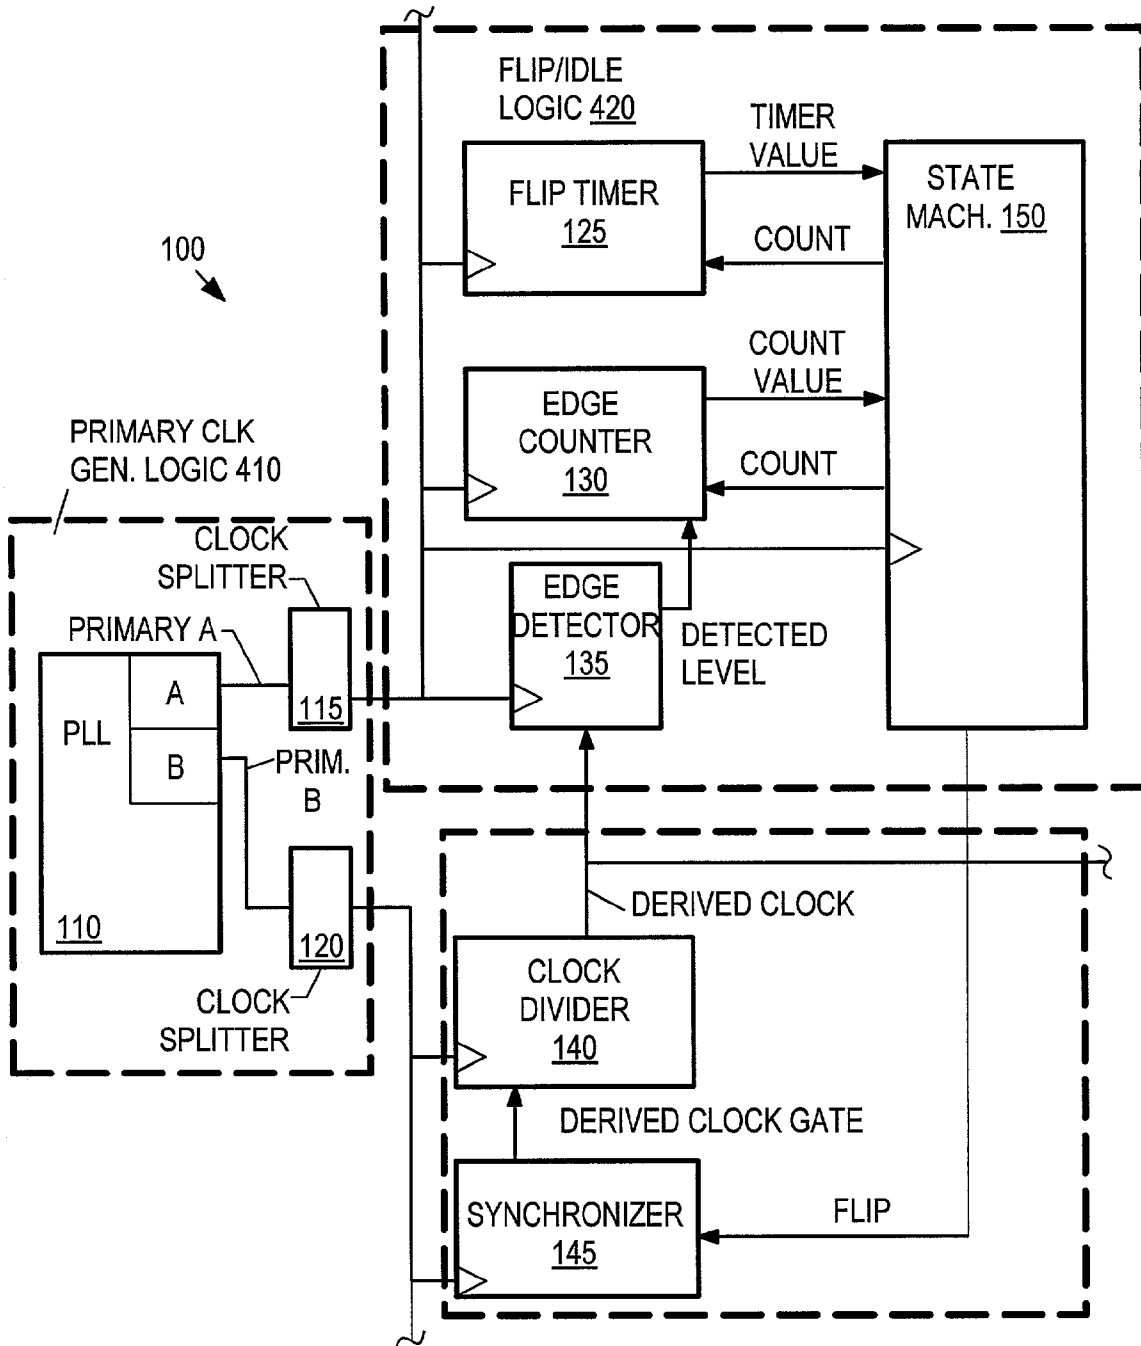 FLIP/IDLE
LOGIC 420
TIMER
VALUE
FLIP TIMER
125
STATE
MACH. 150
COUNT
100
COUNT
VALUE
EDGE
COUNTER
130
COUNT
PRIMARY CLK
GEN. LOGIC 410
CLOCK
SPLITTER
EDGE
DETECTOR
135
DETECTED
LEVEL
PRIMARY A
A
115
PLL
B
PRIM.
B
DERIVED CLOCK
110
120
CLOCK
SPLITTER
CLOCK
DIVIDER
140
DERIVED CLOCK GATE
SYNCHRONIZER
145
FLIP